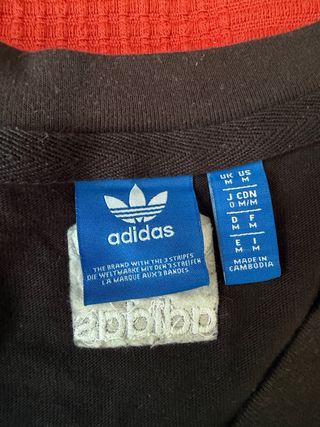 adidas
THE BRAND WITH THE 3 STRIPES
DIE WELTMARKE MIT DEN 3 STREIFEN
LA MARQUE AUX 3 BANDES
UK US
M M
J CDN
O M/M
D F
M M
E I
M M
MADE IN
CAMBODIA